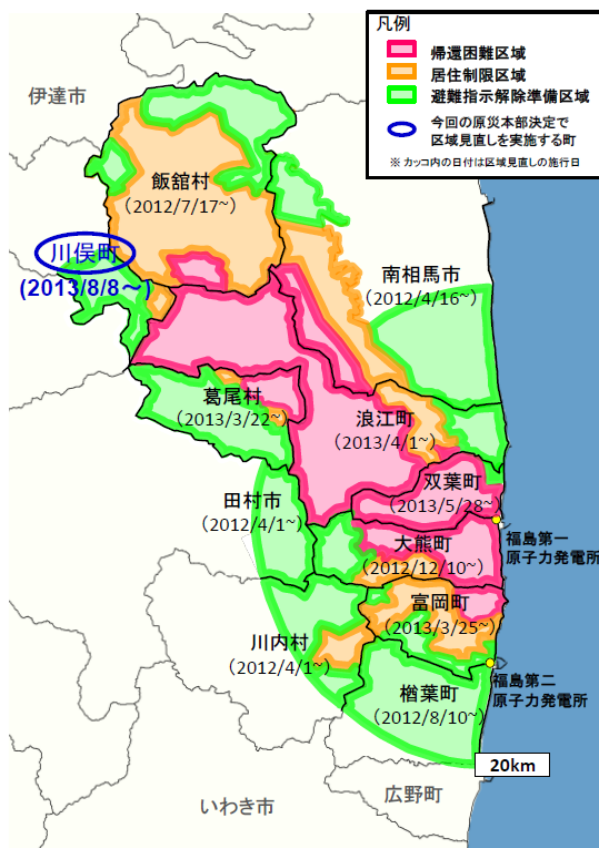 凡例
帰還困難区域
居住制限区域
避難指示解除準備区域
今回の原災本部決定で
区域見直しを実施する町
※ カッコ内の日付は区域見直しの施行日
伊達市
飯舘村
(2012/7/17~)
川俣町
(2013/8/8～)
南相馬市
(2012/4/16~)
葛尾村
(2013/3/22~)
浪江町
(2013/4/1~)
田村市
(2012/4/1~)
双葉町
(2013/5/28~)
福島第一
原子力発電所
大熊町
(2012/12/10~)
富岡町
(2013/3/25~)
川内村
(2012/4/1~)
福島第二
原子力発電所
楢葉町
(2012/8/10~)
20km
広野町
いわき市